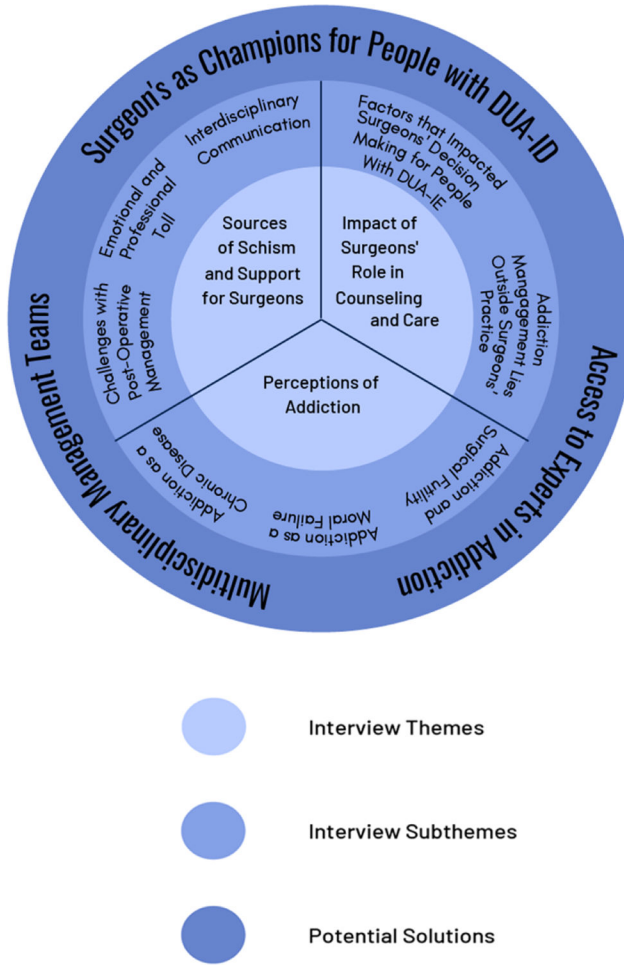 Surgeon's as Champions for People with DUA-ID
Interdisciplinary
Communication
Emotional and
Professional
Toll
Challenges with
Post-Operative
Management
Factors that Impacted
Surgeons' Decision
Making for People
With DUA-IE
Addiction
Mangagement Lies
Outside Surgeons'
Practice
Sources
of Schism
and Support
for Surgeons
Impact of
Surgeons'
Role in
Counseling
and Care
Perceptions of
Addiction
Addiction as a
Chronic Disease
Addiction as a
Moral Failure
Addiction and
Surgical Futility
Multidisciplinary Management Teams
Access to Experts in Addiction
Interview Themes
Interview Subthemes
Potential Solutions